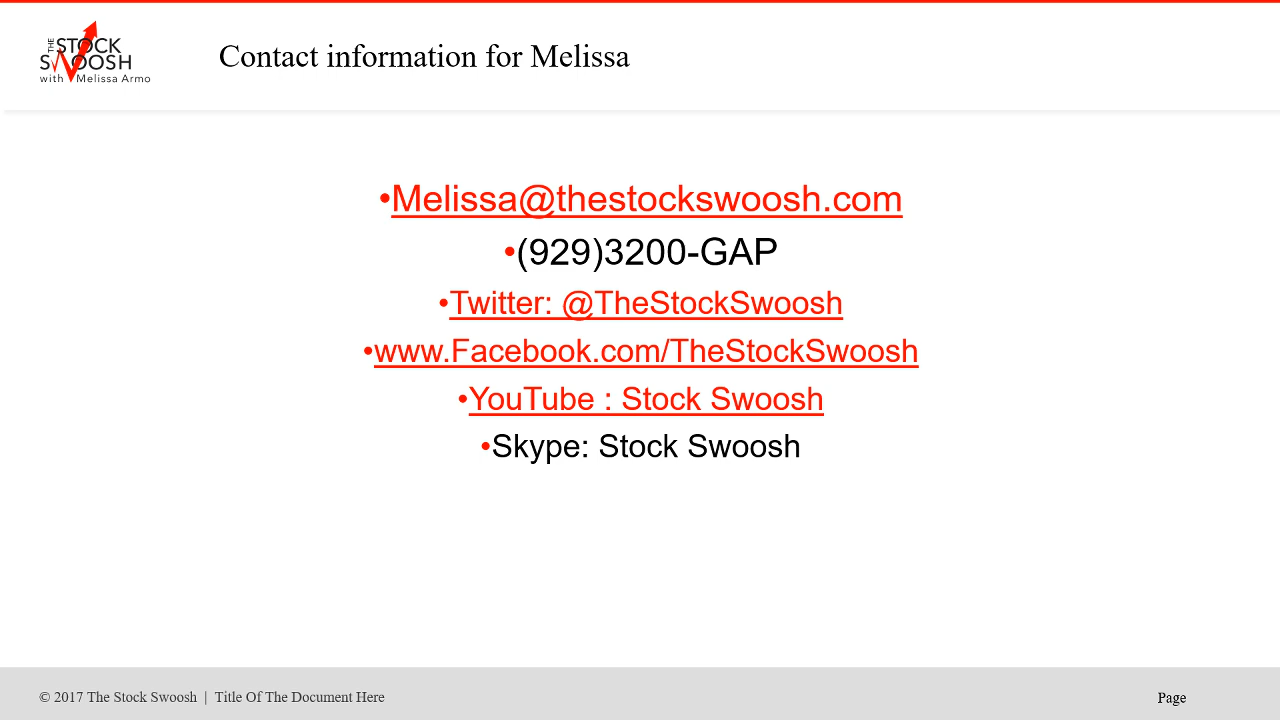 THE STOCK
SWOOSH
with Melissa Armo
Contact information for Melissa
•Melissa@thestockswoosh.com
•(929)3200-GAP
•Twitter: @TheStockSwoosh
•www.Facebook.com/TheStockSwoosh
•YouTube : Stock Swoosh
•Skype: Stock Swoosh
© 2017 The Stock Swoosh | Title Of The Document Here
Page